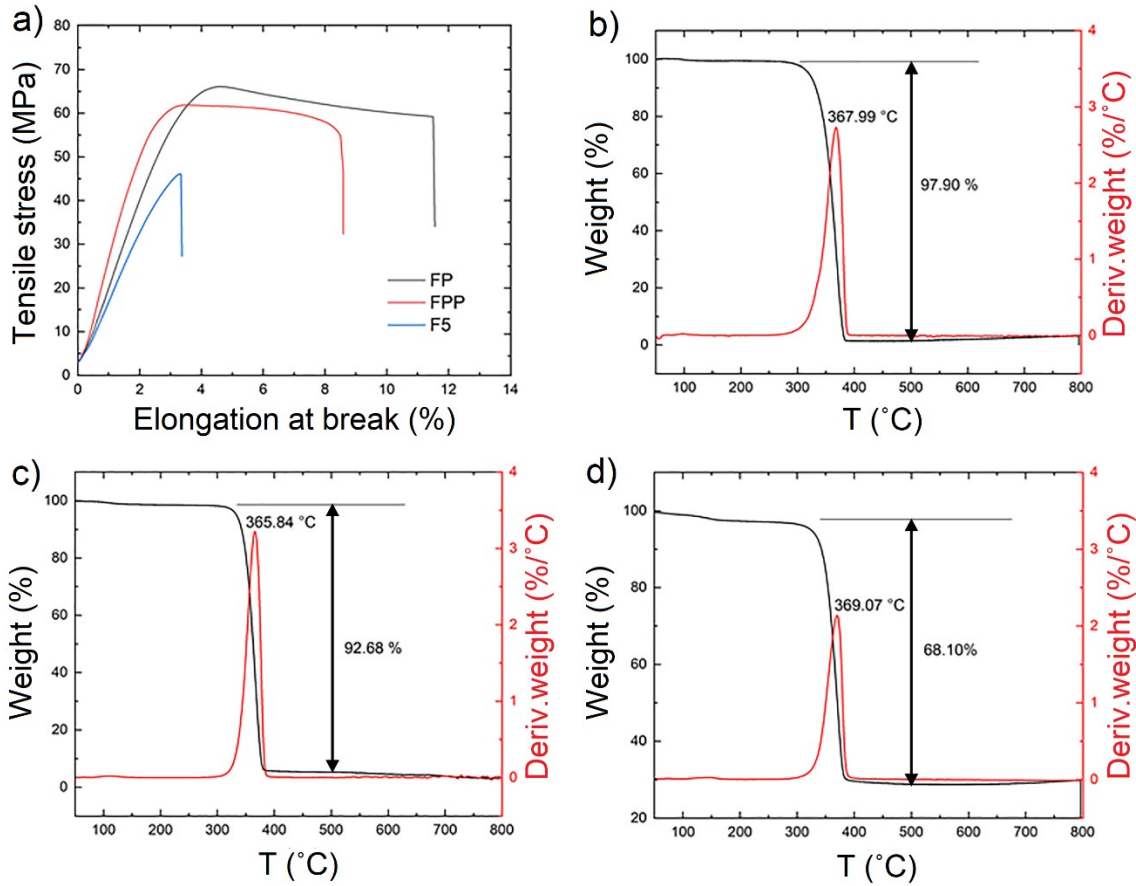 a)
Tensile stress (MPa)
80
70
60
50
40
30
20
10
0
0 2 4 6 8 10 12 14
Elongation at break (%)
FP
FPP
F5
b)
Weight (%)
100
80
60
40
20
0
100 200 300 400 500 600 700 800
T (˚C)
367.99 °C
97.90 %
4
3
2
1
0
Deriv.weight (%/˚C)
c)
Weight (%)
100
80
60
40
20
0
100 200 300 400 500 600 700 800
T (˚C)
365.84 °C
92.68 %
4
3
2
1
0
Deriv.weight (%/˚C)
d)
Weight (%)
100
80
60
40
20
100 200 300 400 500 600 700 800
T (˚C)
369.07 °C
68.10%
4
3
2
1
0
Deriv.weight (%/˚C)